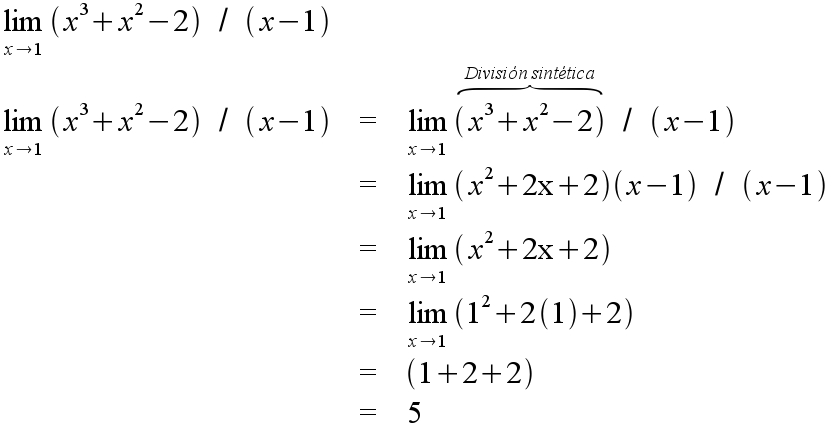 lim x→1 (x³+x²−2) / (x−1)
División sintética
lim x→1 (x³+x²−2) / (x−1) = lim x→1 (x³+x²−2) / (x−1)
= lim x→1 (x²+2x+2)(x−1) / (x−1)
= lim x→1 (x²+2x+2)
= lim x→1 (1²+2(1)+2)
= (1+2+2)
= 5